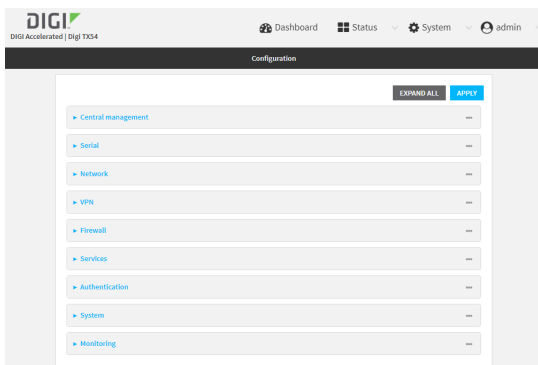 DIGI
DIGI Accelerated | Digi TX54
Dashboard Status System admin
Configuration
EXPAND ALL APPLY
Central management
Serial
Network
VPN
Firewall
Services
Authentication
System
Monitoring